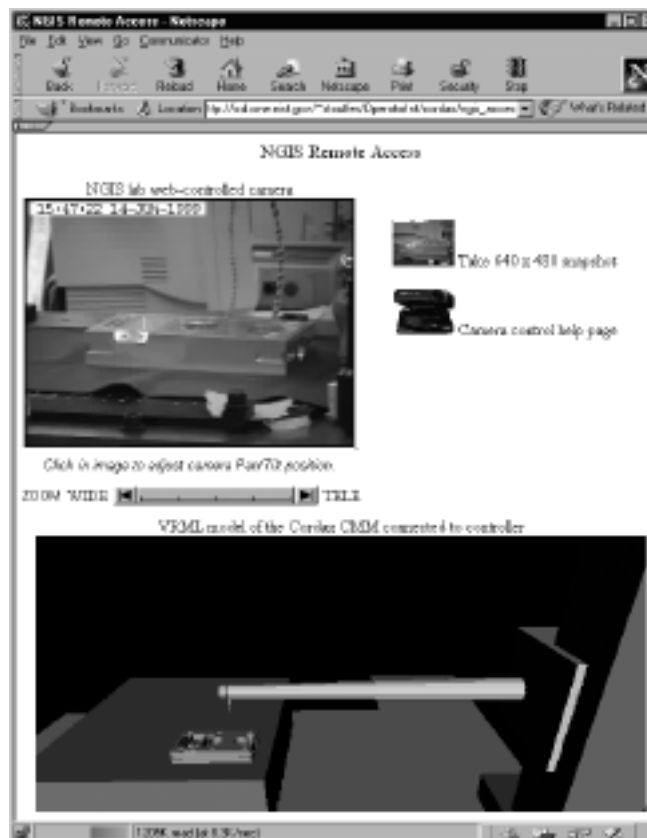 NGIS Remote Access - Netscape
File Edit View Go Communicator Help
Back Forward Reload Home Search Netscape Print Security Stop
Bookmarks Location What's Related
NGIS Remote Access
NGIS lab web-controlled camera
15:47:22 14-JUN-1999
Take 640 x 480 snapshot
Camera control help page
Click in image to adjust camera Pan/Tilt position.
ZOOM WIDE TELE
VRML model of the Cordax CMM connected to controller